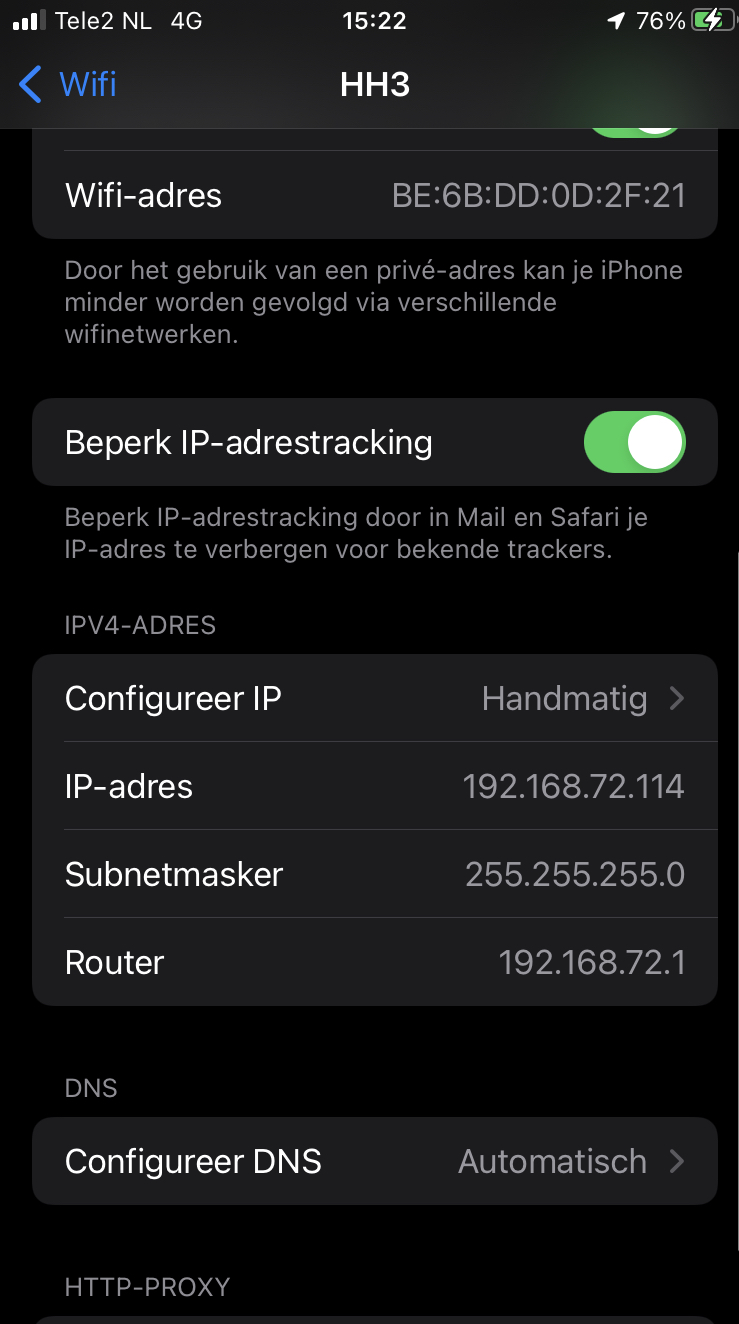 Tele2 NL 4G 15:22 76%
Wifi HH3
Wifi-adres BE:6B:DD:0D:2F:21
Door het gebruik van een privé-adres kan je iPhone
minder worden gevolgd via verschillende
wifinetwerken.
Beperk IP-adrestracking
Beperk IP-adrestracking door in Mail en Safari je
IP-adres te verbergen voor bekende trackers.
IPV4-ADRES
Configureer IP Handmatig
IP-adres 192.168.72.114
Subnetmasker 255.255.255.0
Router 192.168.72.1
DNS
Configureer DNS Automatisch
HTTP-PROXY